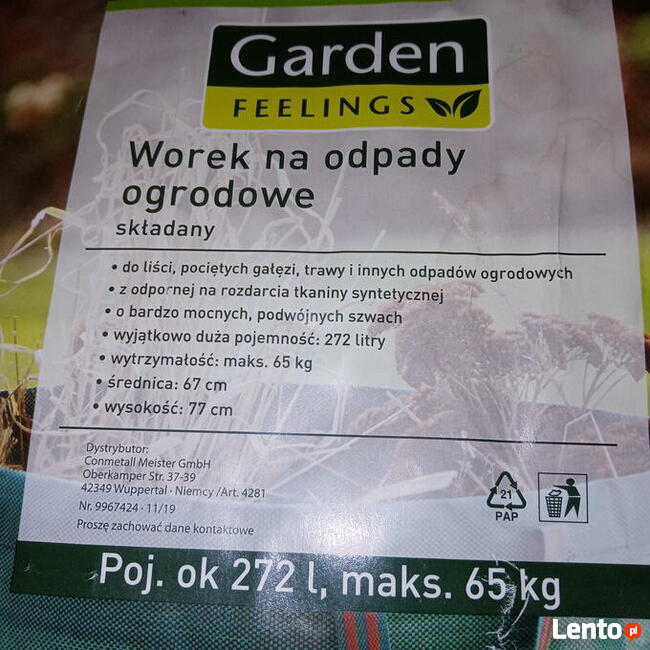 Garden
FEELINGS
Worek na odpady
ogrodowe
składany
• do liści, pociętych gałęzi, trawy i innych odpadów ogrodowych
• z odpornej na rozdarcia tkaniny syntetycznej
• o bardzo mocnych, podwójnych szwach
• wyjątkowo duża pojemność: 272 litry
• wytrzymałość: maks. 65 kg
• średnica: 67 cm
• wysokość: 77 cm
Dystrybutor:
Conmetall Meister GmbH
Oberkamper Str. 37-39
42349 Wuppertal · Niemcy /Art. 4281
Nr. 9967424 · 11/19
Proszę zachować dane kontaktowe
21
PAP
Poj. ok 272 l, maks. 65 kg
Lento.pl